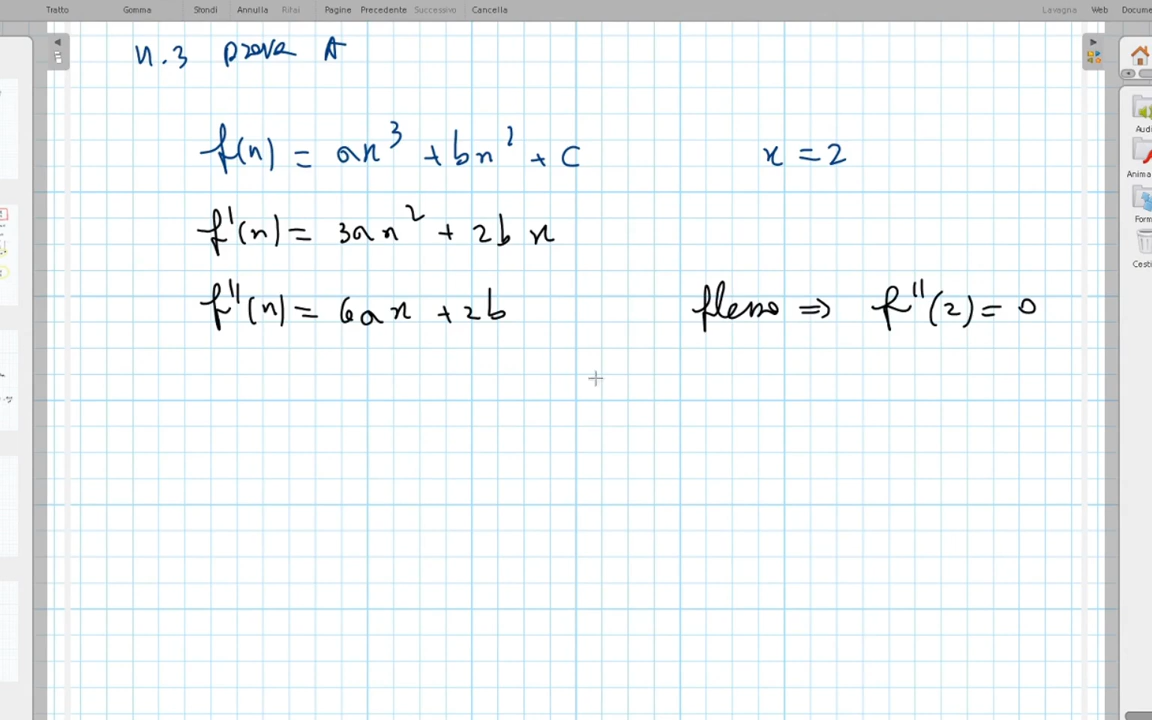 Tratto Gomma Sfondi Annulla Rifai Pagine Precedente Successivo Cancella Lavagna Web
n.3 prova A
f(x) = ax³ + bx² + c x = 2
f'(x) = 3ax² + 2bx
f''(x) = 6ax + 2b flesso ⇒ f''(2) = 0